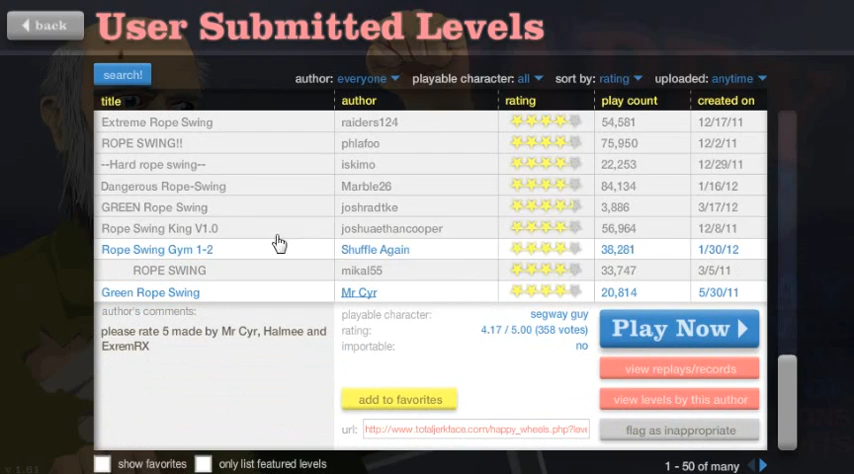 back
User Submitted Levels
search!
author: everyone playable character: all sort by: rating uploaded: anytime
title author rating play count created on
Extreme Rope Swing raiders124 54,581 12/17/11
ROPE SWING!! phlafoo 75,950 12/2/11
--Hard rope swing-- iskimo 22,253 12/29/11
Dangerous Rope-Swing Marble26 84,134 1/16/12
GREEN Rope Swing joshradtke 3,886 3/17/12
Rope Swing King V1.0 joshuaethancooper 56,964 12/8/11
Rope Swing Gym 1-2 Shuffle Again 38,281 1/30/12
ROPE SWING mikal55 33,747 3/5/11
Green Rope Swing Mr Cyr 20,814 5/30/11
author's comments:
please rate 5 made by Mr Cyr, Halmee and
ExremRX
playable character: segway guy
rating: 4.17 / 5.00 (358 votes)
importable: no
add to favorites
url: http://www.totaljerkface.com/happy_wheels.php?leve
Play Now
view replays/records
view levels by this author
flag as inappropriate
show favorites only list featured levels
1 - 50 of many
v 1.61